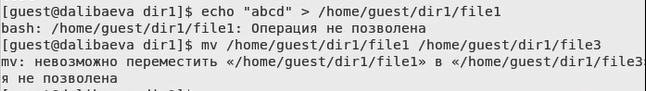 [guest@dalibaeva dir1]$ echo "abcd" > /home/guest/dir1/file1
bash: /home/guest/dir1/file1: Операция не позволена
[guest@dalibaeva dir1]$ mv /home/guest/dir1/file1 /home/guest/dir1/file3
mv: невозможно переместить «/home/guest/dir1/file1» в «/home/guest/dir1/file3»
я не позволена